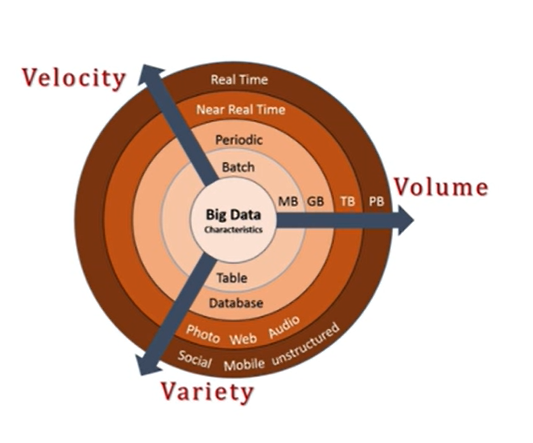 Velocity
Real Time
Near Real Time
Periodic
Batch
Volume
MB GB TB PB
Big Data
Characteristics
Table
Database
Photo Web Audio
Social Mobile unstructured
Variety